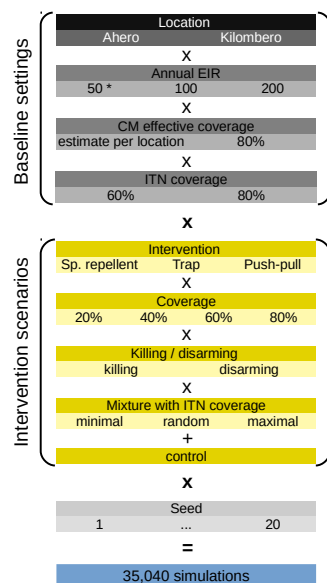 Baseline settings
Location
Ahero Kilombero
x
Annual EIR
50 * 100 200
x
CM effective coverage
estimate per location 80%
x
ITN coverage
60% 80%
x
Intervention scenarios
Intervention
Sp. repellent Trap Push-pull
x
Coverage
20% 40% 60% 80%
x
Killing / disarming
killing disarming
x
Mixture with ITN coverage
minimal random maximal
+
control
x
Seed
1 ... 20
=
35,040 simulations